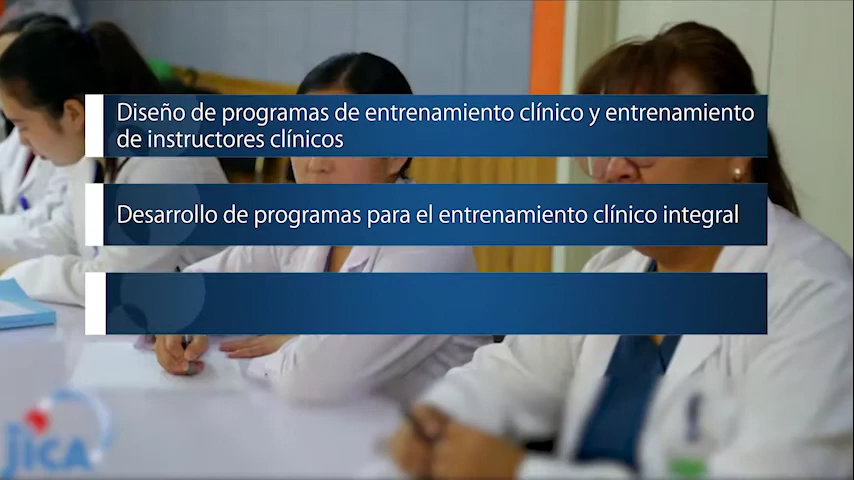 Diseño de programas de entrenamiento clínico y entrenamiento
de instructores clínicos
Desarrollo de programas para el entrenamiento clínico integral
JICA